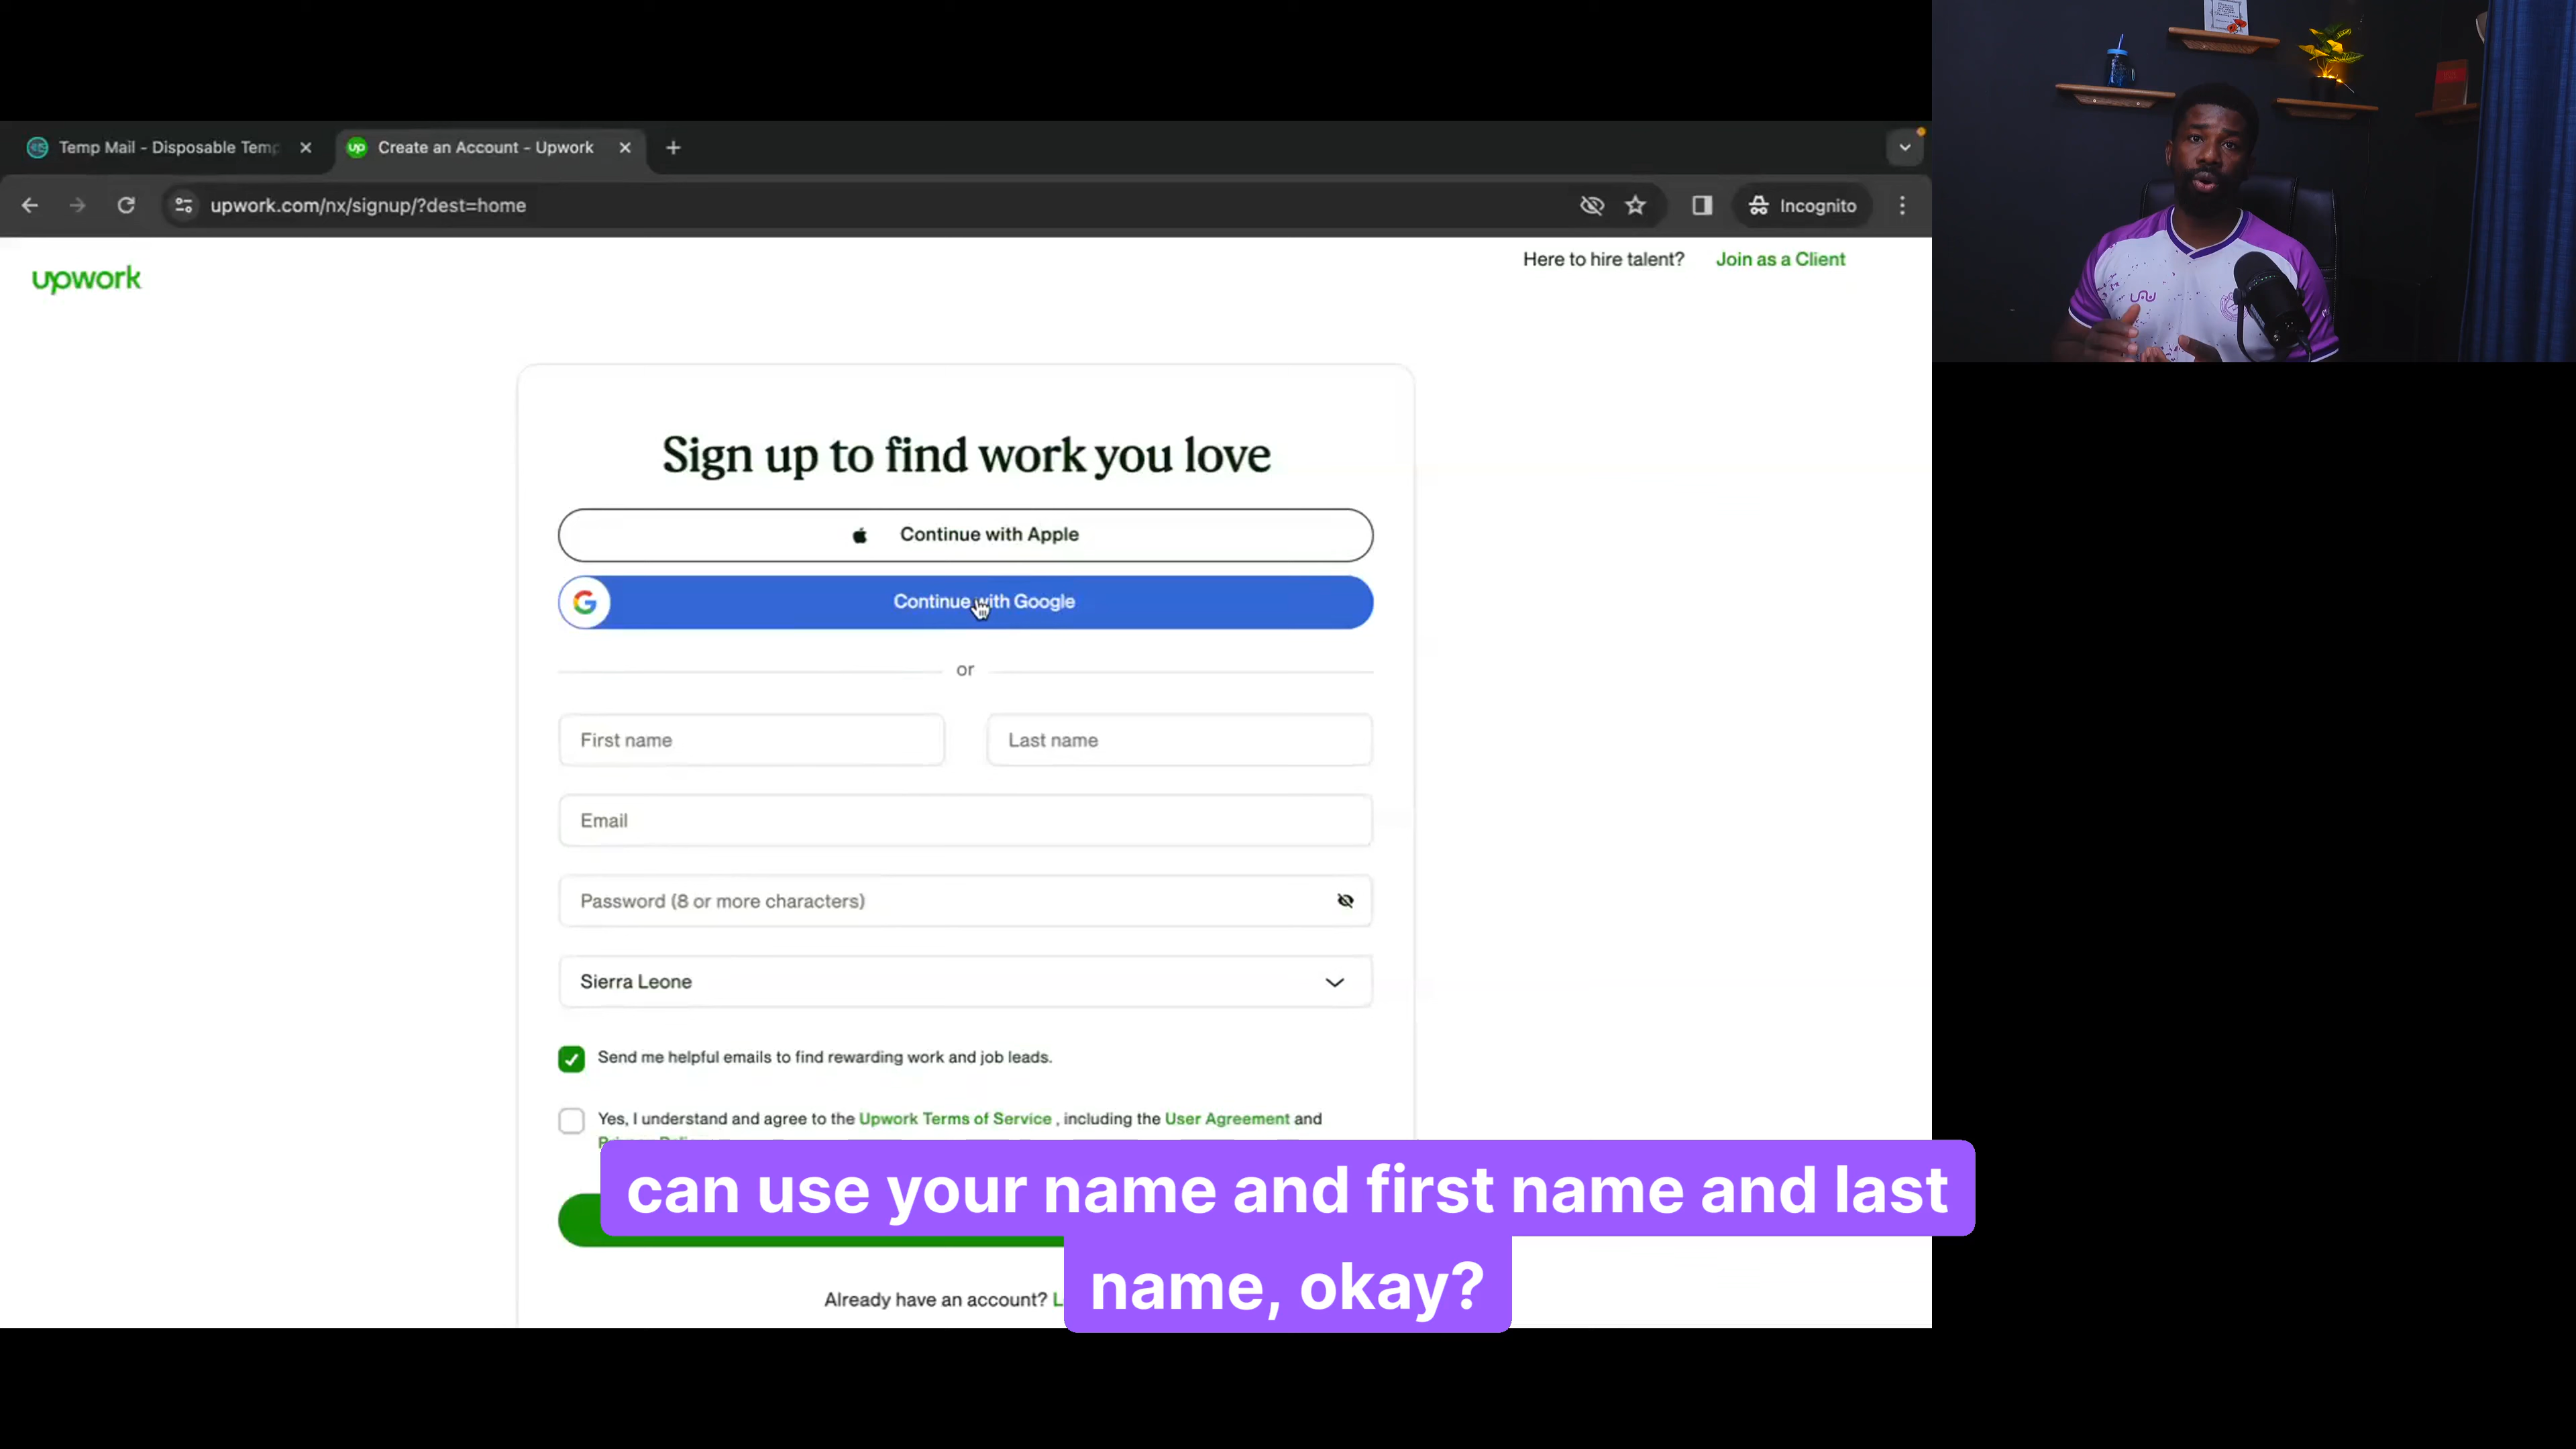 Temp Mail - Disposable Temp
Create an Account - Upwork
upwork.com/nx/signup/?dest=home
Incognito
upwork
Here to hire talent? Join as a Client
Sign up to find work you love
Continue with Apple
Continue with Google
or
First name
Last name
Email
Password (8 or more characters)
Sierra Leone
Send me helpful emails to find rewarding work and job leads.
Yes, I understand and agree to the Upwork Terms of Service , including the User Agreement and
can use your name and first name and last
name, okay?
Already have an account?